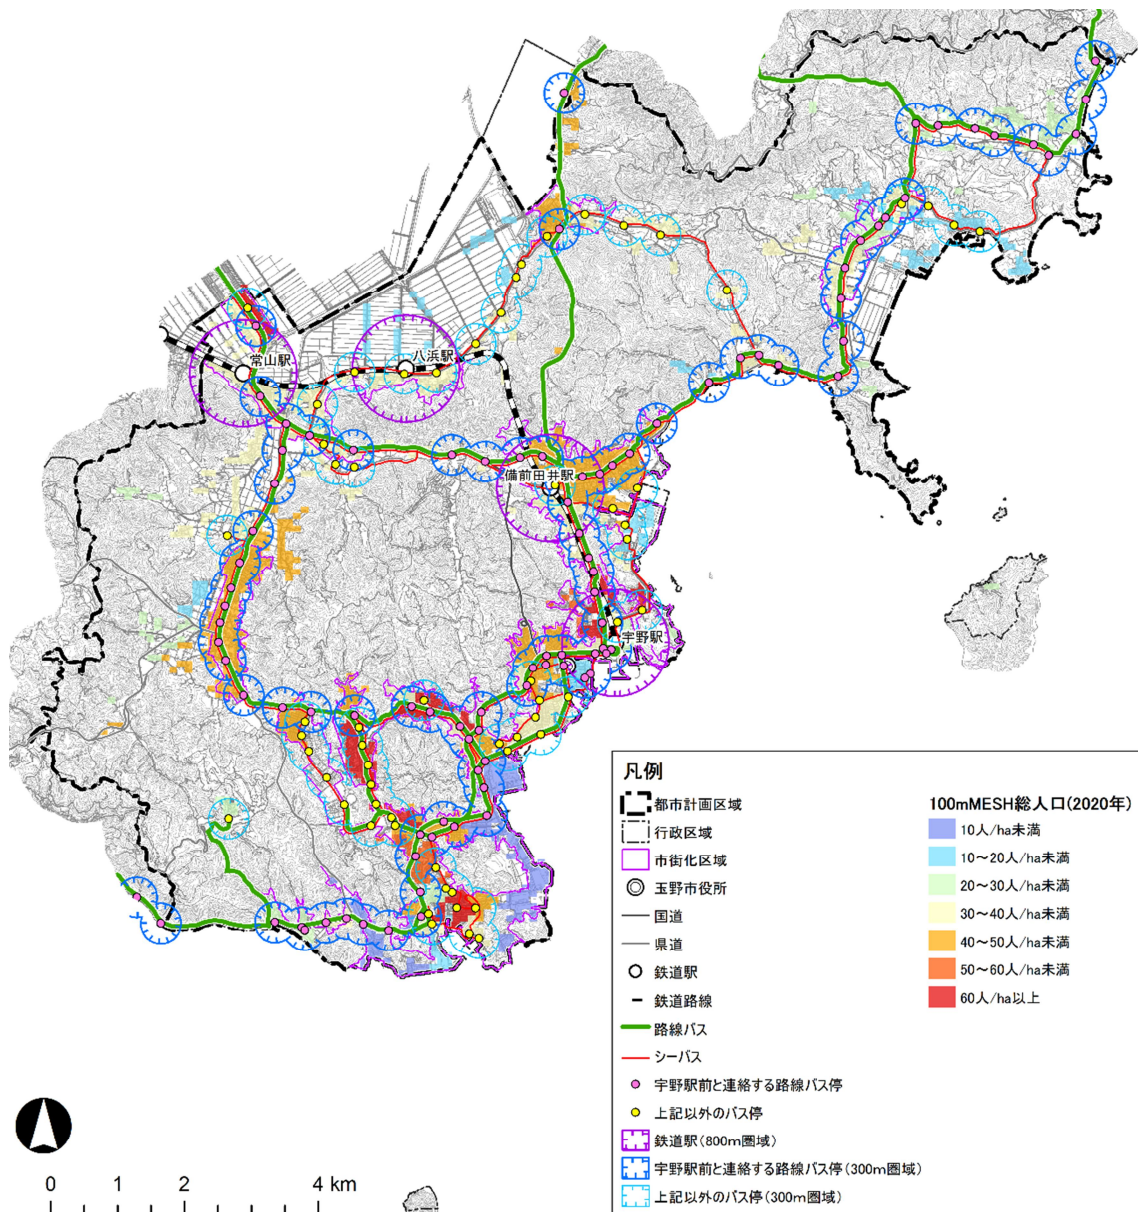 常山駅
八浜駅
備前田井駅
宇野駅
凡例
都市計画区域
行政区域
市街化区域
玉野市役所
国道
県道
鉄道駅
鉄道路線
路線バス
シーバス
宇野駅前と連絡する路線バス停
上記以外のバス停
鉄道駅(800m圏域)
宇野駅前と連絡する路線バス停(300m圏域)
上記以外のバス停(300m圏域)
100mMESH総人口(2020年)
10人/ha未満
10～20人/ha未満
20～30人/ha未満
30～40人/ha未満
40～50人/ha未満
50～60人/ha未満
60人/ha以上
0 1 2 4 km